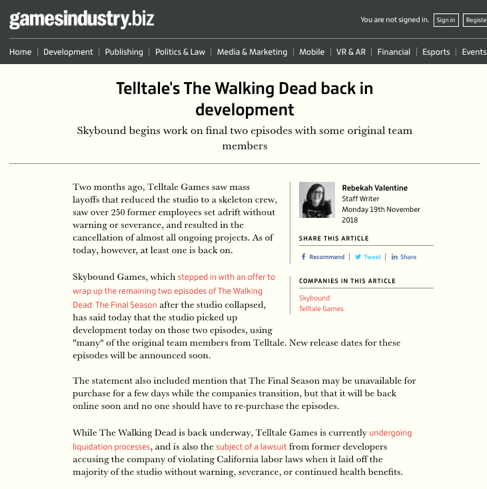 gamesindustry.biz
You are not signed in. Sign in Registe
Home Development Publishing Politics & Law Media & Marketing Mobile VR & AR Financial Esports Events
Telltale's The Walking Dead back in
development
Skybound begins work on final two episodes with some original team
members
Two months ago, Telltale Games saw mass
layoffs that reduced the studio to a skeleton crew,
saw over 250 former employees set adrift without
warning or severance, and resulted in the
cancellation of almost all ongoing projects. As of
today, however, at least one is back on.
Rebekah Valentine
Staff Writer
Monday 19th November
2018
SHARE THIS ARTICLE
Recommend Tweet Share
COMPANIES IN THIS ARTICLE
Skybound
Telltale Games
Skybound Games, which stepped in with an offer to
wrap up the remaining two episodes of The Walking
Dead: The Final Season after the studio collapsed,
has said today that the studio picked up
development today on those two episodes, using
"many" of the original team members from Telltale. New release dates for these
episodes will be announced soon.
The statement also included mention that The Final Season may be unavailable for
purchase for a few days while the companies transition, but that it will be back
online soon and no one should have to re-purchase the episodes.
While The Walking Dead is back underway, Telltale Games is currently undergoing
liquidation processes, and is also the subject of a lawsuit from former developers
accusing the company of violating California labor laws when it laid off the
majority of the studio without warning, severance, or continued health benefits.